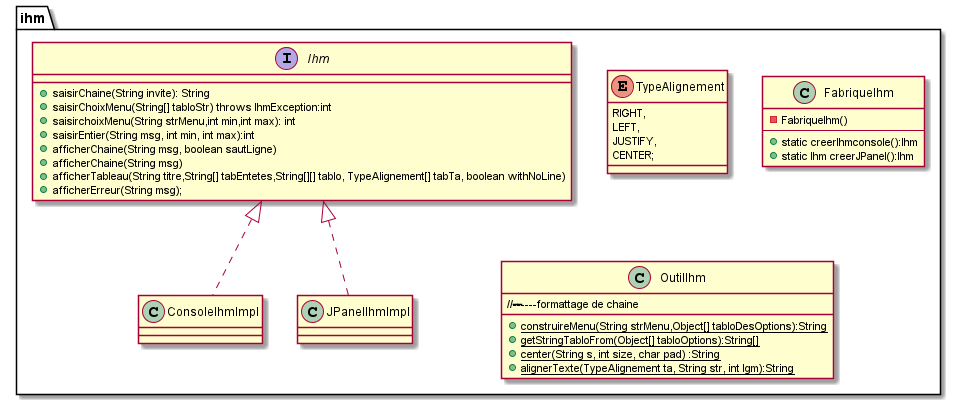 ihm
I Ihm
saisirChaine(String invite): String
saisirChoixMenu(String[] tabloStr) throws IhmException:int
saisirchoixMenu(String strMenu,int min,int max): int
saisirEntier(String msg, int min, int max):int
afficherChaine(String msg, boolean sautLigne)
afficherChaine(String msg)
afficherTableau(String titre,String[] tabEntetes,String[][] tablo, TypeAlignement[] tabTa, boolean withNoLine)
afficherErreur(String msg);
E TypeAlignement
RIGHT,
LEFT,
JUSTIFY,
CENTER;
C FabriqueIhm
FabriqueIhm()
static creerIhmconsole():Ihm
static Ihm creerJPanel():Ihm
C ConsoleIhmImpl
C JPanelIhmImpl
C OutilIhm
//-----formattage de chaine
construireMenu(String strMenu,Object[] tabloDesOptions):String
getStringTabloFrom(Object[] tabloOptions):String[]
center(String s, int size, char pad) :String
alignerTexte(TypeAlignement ta, String str, int lgm):String